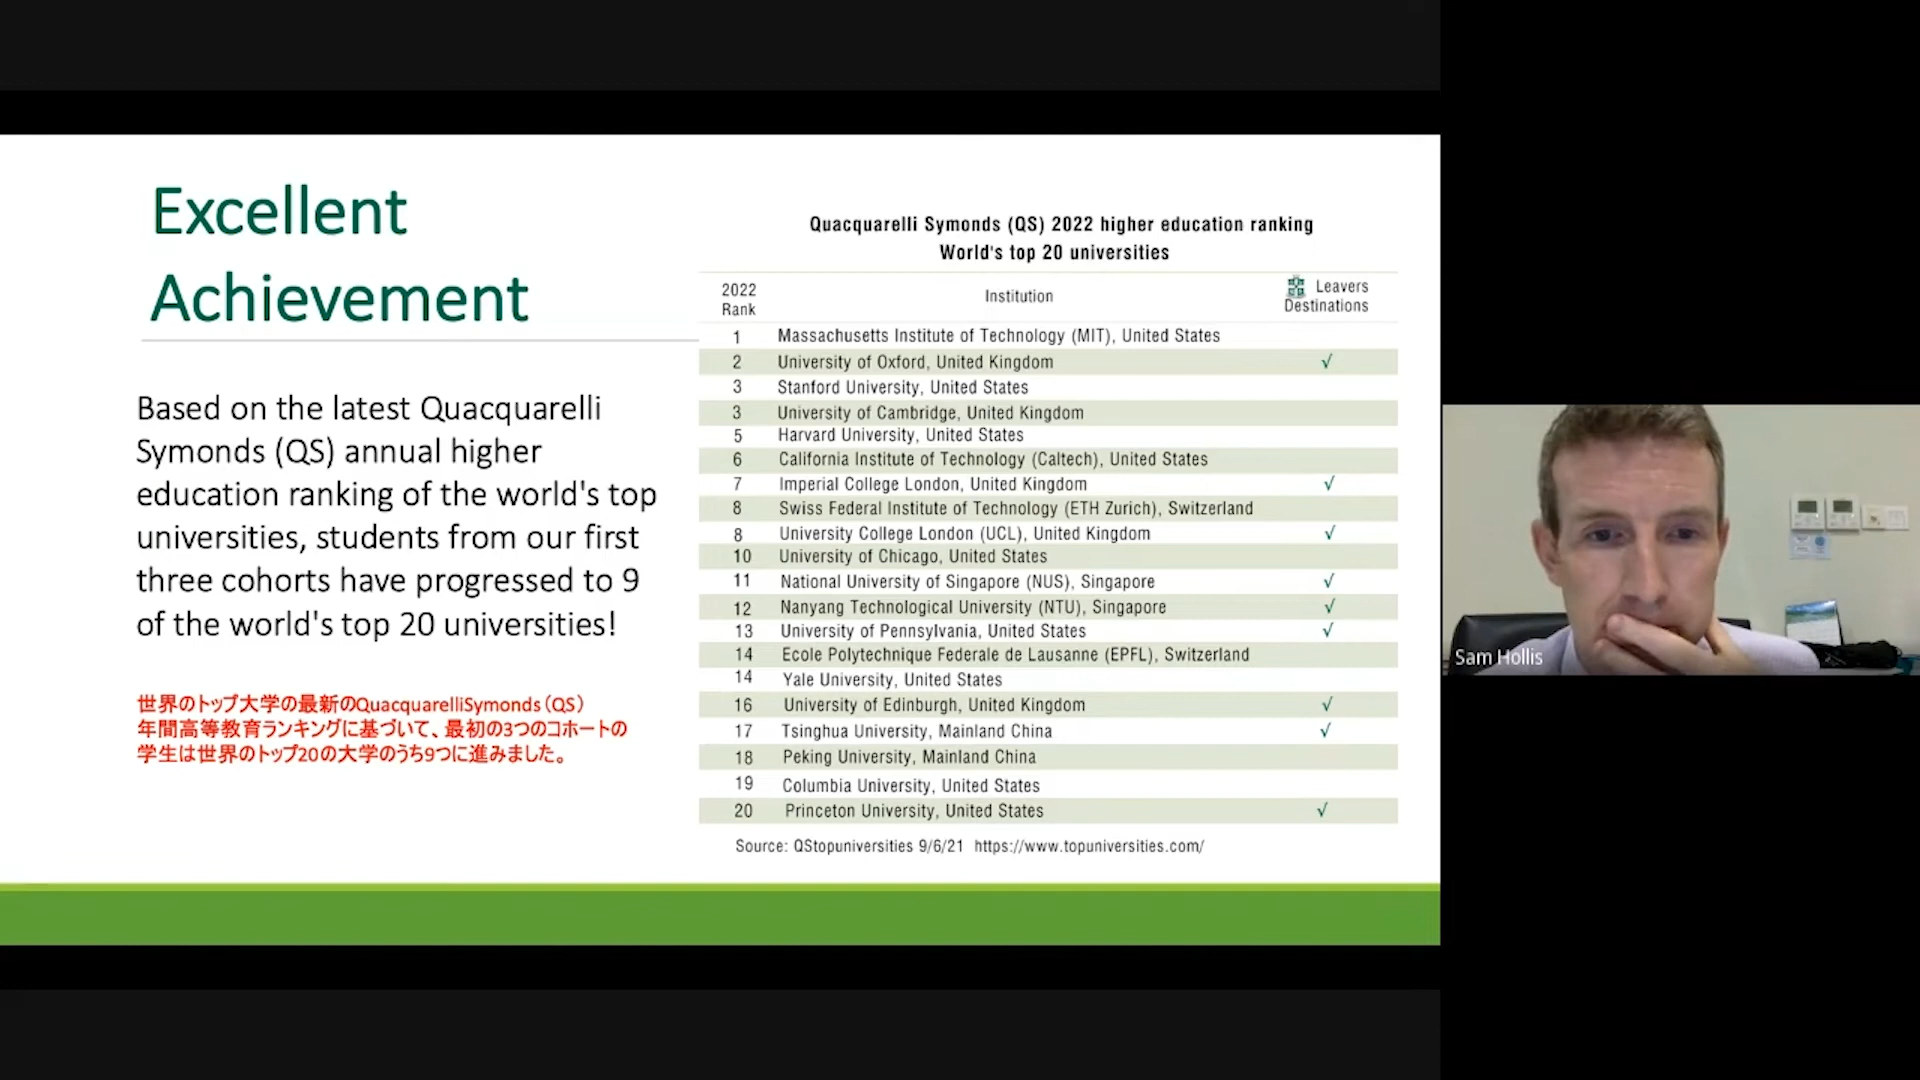 Excellent
Achievement
Based on the latest Quacquarelli
Symonds (QS) annual higher
education ranking of the world's top
universities, students from our first
three cohorts have progressed to 9
of the world's top 20 universities!
世界のトップ大学の最新のQuacquarelliSymonds（QS）
年間高等教育ランキングに基づいて、最初の3つのコホートの
学生は世界のトップ20の大学のうち9つに進みました。
Quacquarelli Symonds (QS) 2022 higher education ranking
World's top 20 universities
2022 Rank Institution Leavers Destinations
1 Massachusetts Institute of Technology (MIT), United States
2 University of Oxford, United Kingdom √
3 Stanford University, United States
3 University of Cambridge, United Kingdom
5 Harvard University, United States
6 California Institute of Technology (Caltech), United States
7 Imperial College London, United Kingdom √
8 Swiss Federal Institute of Technology (ETH Zurich), Switzerland
8 University College London (UCL), United Kingdom √
10 University of Chicago, United States
11 National University of Singapore (NUS), Singapore √
12 Nanyang Technological University (NTU), Singapore √
13 University of Pennsylvania, United States √
14 Ecole Polytechnique Federale de Lausanne (EPFL), Switzerland
14 Yale University, United States
16 University of Edinburgh, United Kingdom √
17 Tsinghua University, Mainland China √
18 Peking University, Mainland China
19 Columbia University, United States
20 Princeton University, United States √
Source: QStopuniversities 9/6/21 https://www.topuniversities.com/
Sam Hollis